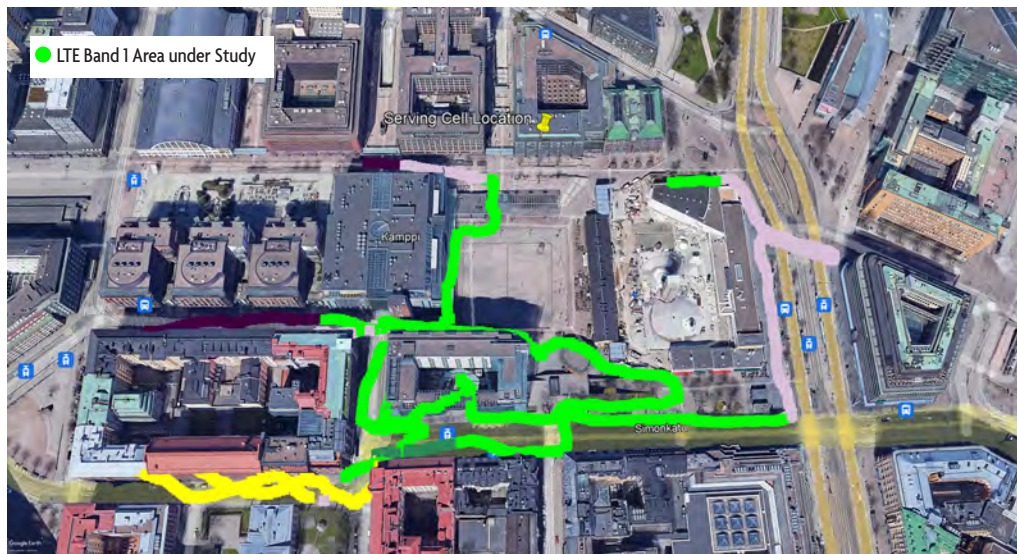 LTE Band 1 Area under Study
Serving Cell Location
Kamppi
Simonkatu
Google Earth